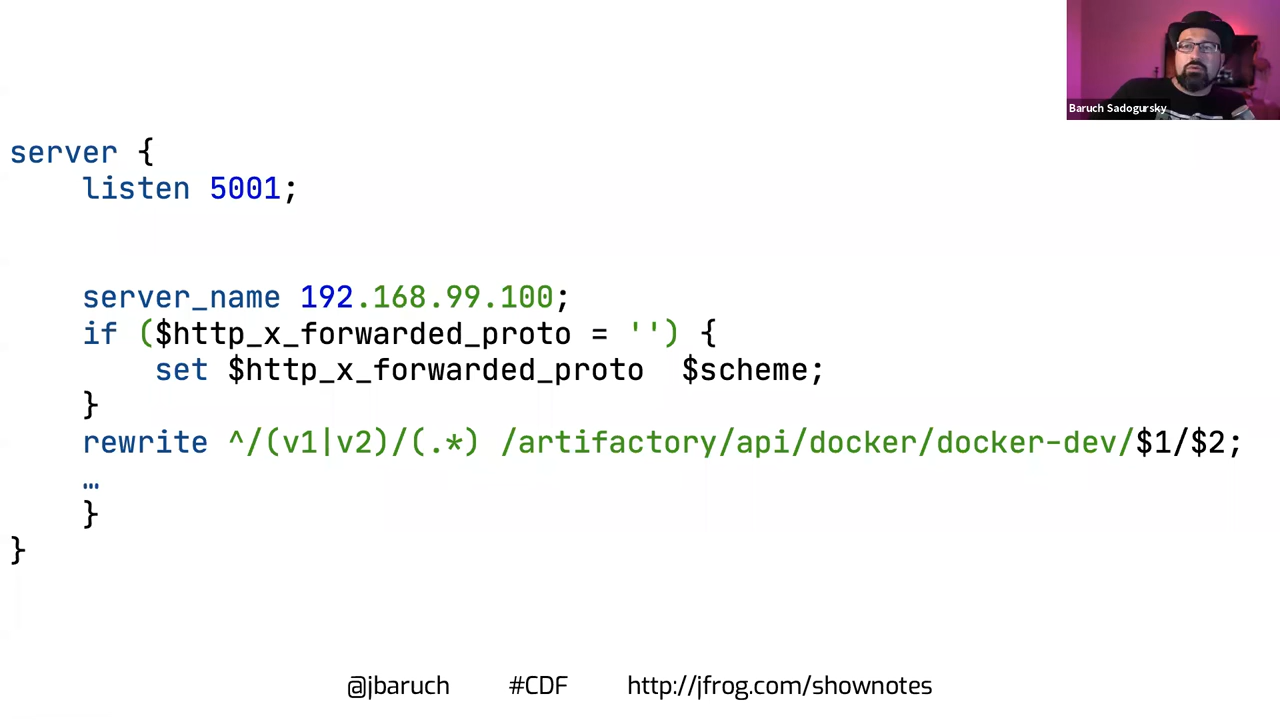 Baruch Sadogursky
server {
    listen 5001;
    server_name 192.168.99.100;
    if ($http_x_forwarded_proto = '') {
        set $http_x_forwarded_proto  $scheme;
    }
    rewrite ^/(v1|v2)/(.*) /artifactory/api/docker/docker-dev/$1/$2;
    …
    }
}
@jbaruch #CDF http://jfrog.com/shownotes